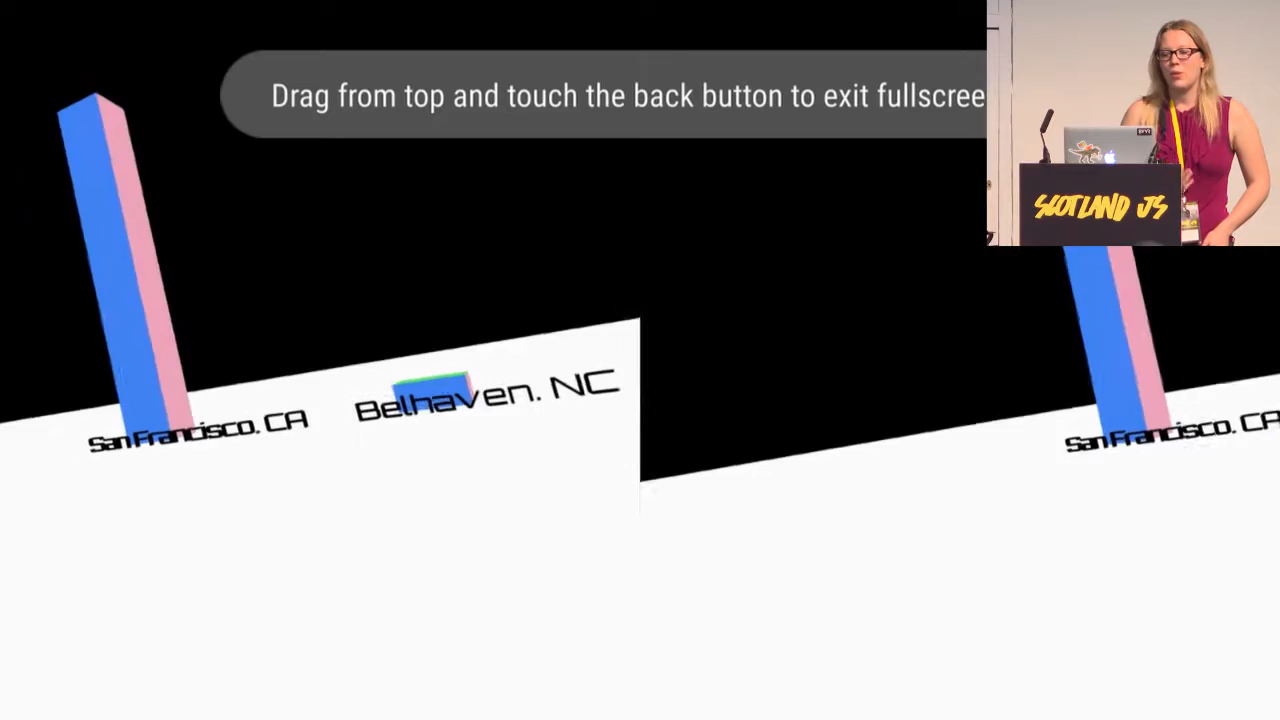 Drag from top and touch the back button to exit fullscree
SCOTLAND JS
San Francisco, CA
Belhaven, NC
San Francisco, CA